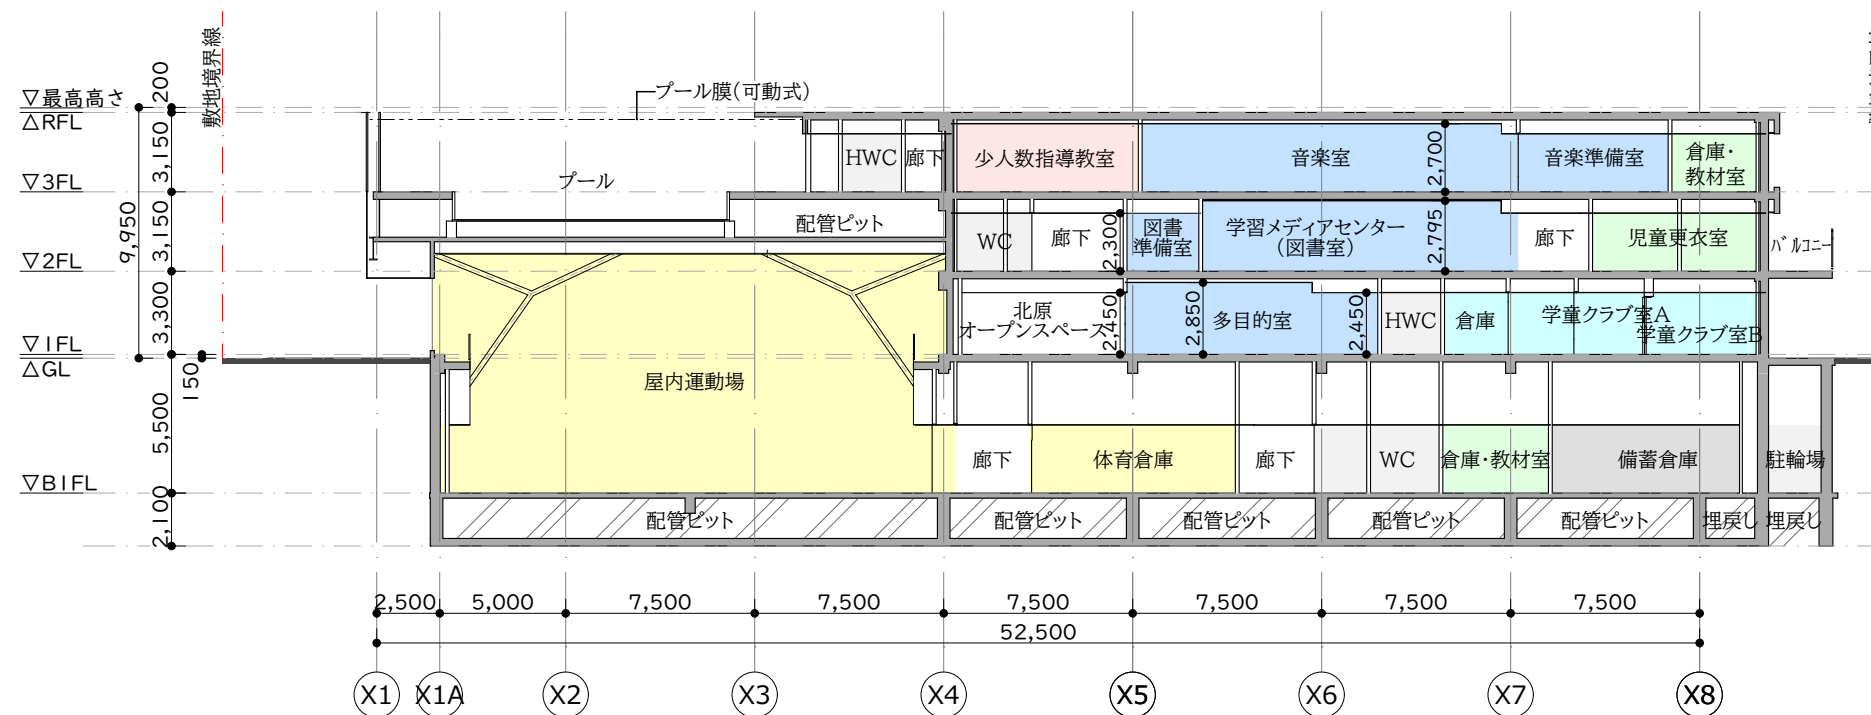 敷地境界線
▽最高高さ
△RFL
▽3FL
▽2FL
▽1FL
△GL
▽B1FL
200
3,150
3,150
3,300
5,500
2,100
9,950
150
プール膜(可動式)
プール
HWC
廊下
少人数指導教室
音楽室
2,700
音楽準備室
倉庫・
教材室
配管ピット
WC
廊下
2,300
図書
準備室
学習メディアセンター
(図書室)
2,795
廊下
児童更衣室
バルコニー
北原
オープンスペース
2,450
2,850
多目的室
2,450
HWC
倉庫
学童クラブ室A
学童クラブ室B
屋内運動場
廊下
体育倉庫
廊下
WC
倉庫・教材室
備蓄倉庫
駐輪場
配管ピット
配管ピット
配管ピット
配管ピット
配管ピット
埋戻し
埋戻し
2,500
5,000
7,500
7,500
7,500
7,500
7,500
7,500
52,500
X1
X1A
X2
X3
X4
X5
X6
X7
X8